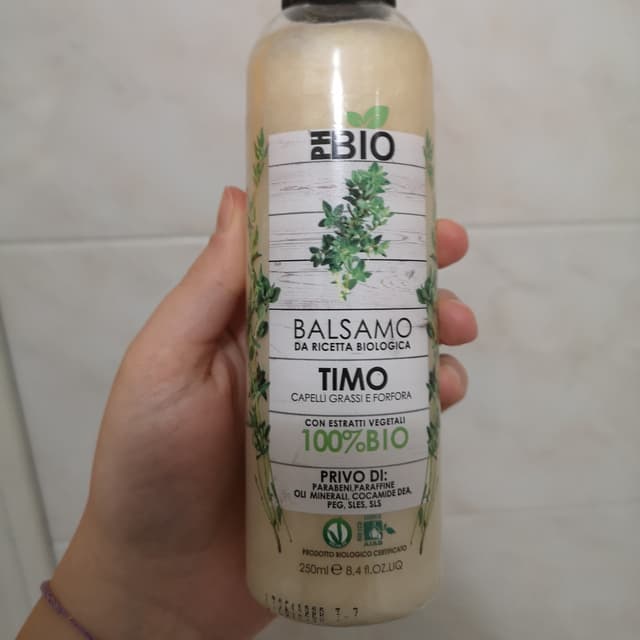 PH BIO
BALSAMO
DA RICETTA BIOLOGICA
TIMO
CAPELLI GRASSI E FORFORA
CON ESTRATTI VEGETALI
100%BIO
PRIVO DI:
PARABENI,PARAFFINE
OLI MINERALI, COCAMIDE DEA,
PEG, SLES, SLS
PRODOTTO BIOLOGICO CERTIFICATO
250ml e 8,4 fl.OZ.LIQ